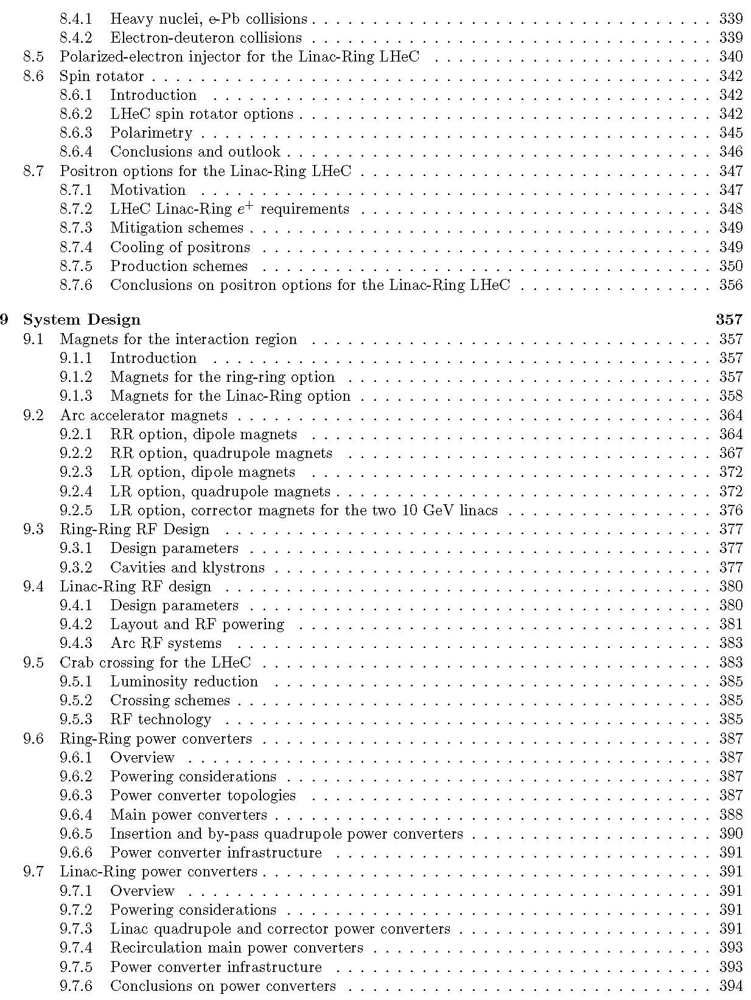 8.4.1 Heavy nuclei, e-Pb collisions . . . . . . . . . . . . . . . . . . . . . . . . . . . . . . . . . 339
8.4.2 Electron-deuteron collisions . . . . . . . . . . . . . . . . . . . . . . . . . . . . . . . . . 339
8.5 Polarized-electron injector for the Linac-Ring LHeC . . . . . . . . . . . . . . . . . . . . . . . 340
8.6 Spin rotator . . . . . . . . . . . . . . . . . . . . . . . . . . . . . . . . . . . . . . . . . . . . . . 342
8.6.1 Introduction . . . . . . . . . . . . . . . . . . . . . . . . . . . . . . . . . . . . . . . . . 342
8.6.2 LHeC spin rotator options . . . . . . . . . . . . . . . . . . . . . . . . . . . . . . . . . . 342
8.6.3 Polarimetry . . . . . . . . . . . . . . . . . . . . . . . . . . . . . . . . . . . . . . . . . . 345
8.6.4 Conclusions and outlook . . . . . . . . . . . . . . . . . . . . . . . . . . . . . . . . . . . 346
8.7 Positron options for the Linac-Ring LHeC . . . . . . . . . . . . . . . . . . . . . . . . . . . . . 347
8.7.1 Motivation . . . . . . . . . . . . . . . . . . . . . . . . . . . . . . . . . . . . . . . . . . 347
8.7.2 LHeC Linac-Ring e⁺ requirements . . . . . . . . . . . . . . . . . . . . . . . . . . . . . 348
8.7.3 Mitigation schemes . . . . . . . . . . . . . . . . . . . . . . . . . . . . . . . . . . . . . . 349
8.7.4 Cooling of positrons . . . . . . . . . . . . . . . . . . . . . . . . . . . . . . . . . . . . . 349
8.7.5 Production schemes . . . . . . . . . . . . . . . . . . . . . . . . . . . . . . . . . . . . . 350
8.7.6 Conclusions on positron options for the Linac-Ring LHeC . . . . . . . . . . . . . . . . 356
9 System Design 357
9.1 Magnets for the interaction region . . . . . . . . . . . . . . . . . . . . . . . . . . . . . . . . . 357
9.1.1 Introduction . . . . . . . . . . . . . . . . . . . . . . . . . . . . . . . . . . . . . . . . . 357
9.1.2 Magnets for the ring-ring option . . . . . . . . . . . . . . . . . . . . . . . . . . . . . . 357
9.1.3 Magnets for the Linac-Ring option . . . . . . . . . . . . . . . . . . . . . . . . . . . . . 358
9.2 Arc accelerator magnets . . . . . . . . . . . . . . . . . . . . . . . . . . . . . . . . . . . . . . . 364
9.2.1 RR option, dipole magnets . . . . . . . . . . . . . . . . . . . . . . . . . . . . . . . . . 364
9.2.2 RR option, quadrupole magnets . . . . . . . . . . . . . . . . . . . . . . . . . . . . . . 367
9.2.3 LR option, dipole magnets . . . . . . . . . . . . . . . . . . . . . . . . . . . . . . . . . 372
9.2.4 LR option, quadrupole magnets . . . . . . . . . . . . . . . . . . . . . . . . . . . . . . . 372
9.2.5 LR option, corrector magnets for the two 10 GeV linacs . . . . . . . . . . . . . . . . . 376
9.3 Ring-Ring RF Design . . . . . . . . . . . . . . . . . . . . . . . . . . . . . . . . . . . . . . . . 377
9.3.1 Design parameters . . . . . . . . . . . . . . . . . . . . . . . . . . . . . . . . . . . . . . 377
9.3.2 Cavities and klystrons . . . . . . . . . . . . . . . . . . . . . . . . . . . . . . . . . . . . 377
9.4 Linac-Ring RF design . . . . . . . . . . . . . . . . . . . . . . . . . . . . . . . . . . . . . . . . 380
9.4.1 Design parameters . . . . . . . . . . . . . . . . . . . . . . . . . . . . . . . . . . . . . . 380
9.4.2 Layout and RF powering . . . . . . . . . . . . . . . . . . . . . . . . . . . . . . . . . . 381
9.4.3 Arc RF systems . . . . . . . . . . . . . . . . . . . . . . . . . . . . . . . . . . . . . . . 383
9.5 Crab crossing for the LHeC . . . . . . . . . . . . . . . . . . . . . . . . . . . . . . . . . . . . . 383
9.5.1 Luminosity reduction . . . . . . . . . . . . . . . . . . . . . . . . . . . . . . . . . . . . 385
9.5.2 Crossing schemes . . . . . . . . . . . . . . . . . . . . . . . . . . . . . . . . . . . . . . . 385
9.5.3 RF technology . . . . . . . . . . . . . . . . . . . . . . . . . . . . . . . . . . . . . . . . 385
9.6 Ring-Ring power converters . . . . . . . . . . . . . . . . . . . . . . . . . . . . . . . . . . . . . 387
9.6.1 Overview . . . . . . . . . . . . . . . . . . . . . . . . . . . . . . . . . . . . . . . . . . . 387
9.6.2 Powering considerations . . . . . . . . . . . . . . . . . . . . . . . . . . . . . . . . . . . 387
9.6.3 Power converter topologies . . . . . . . . . . . . . . . . . . . . . . . . . . . . . . . . . 387
9.6.4 Main power converters . . . . . . . . . . . . . . . . . . . . . . . . . . . . . . . . . . . . 388
9.6.5 Insertion and by-pass quadrupole power converters . . . . . . . . . . . . . . . . . . . . 390
9.6.6 Power converter infrastructure . . . . . . . . . . . . . . . . . . . . . . . . . . . . . . . 391
9.7 Linac-Ring power converters . . . . . . . . . . . . . . . . . . . . . . . . . . . . . . . . . . . . . 391
9.7.1 Overview . . . . . . . . . . . . . . . . . . . . . . . . . . . . . . . . . . . . . . . . . . . 391
9.7.2 Powering considerations . . . . . . . . . . . . . . . . . . . . . . . . . . . . . . . . . . . 391
9.7.3 Linac quadrupole and corrector power converters . . . . . . . . . . . . . . . . . . . . . 391
9.7.4 Recirculation main power converters . . . . . . . . . . . . . . . . . . . . . . . . . . . . 393
9.7.5 Power converter infrastructure . . . . . . . . . . . . . . . . . . . . . . . . . . . . . . . 393
9.7.6 Conclusions on power converters . . . . . . . . . . . . . . . . . . . . . . . . . . . . . . 394